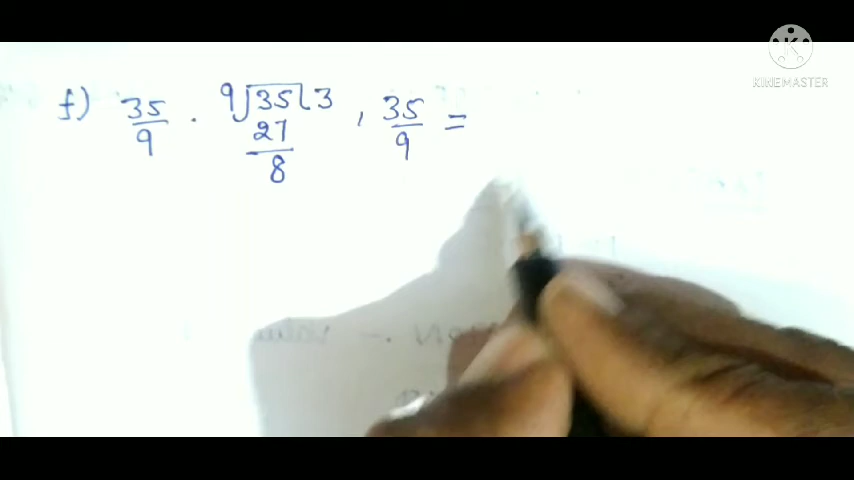 f) 35/9 . 9)35(3 , 35/9 =
27
8
KINEMASTER